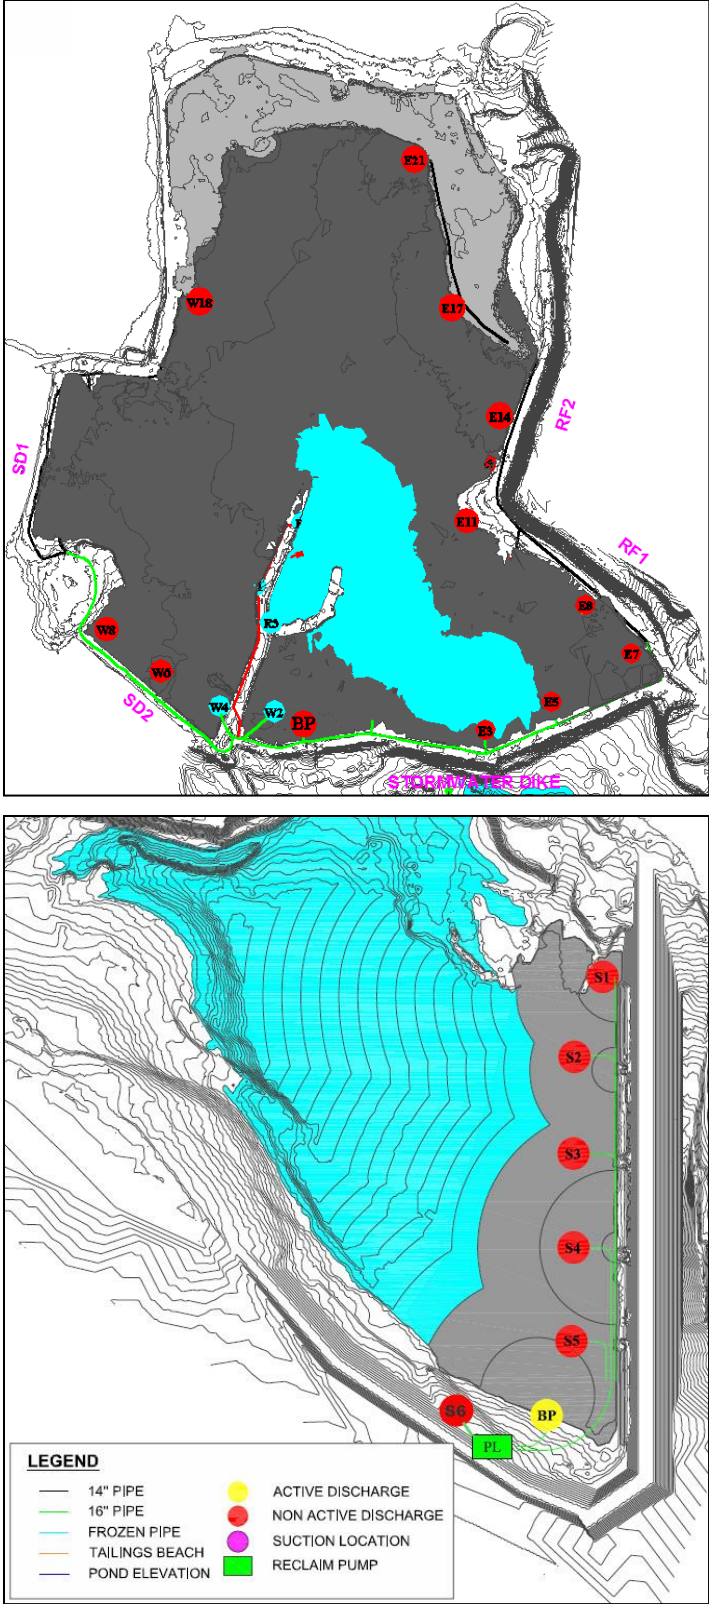 E21
W18
E17
E14
RF2
SD1
E11
RF1
E8
R3
W8
E7
W6
SD2
W4
W2
BP
E5
E3
STORMWATER DIKE
S1
S2
S3
S4
S5
S6
BP
PL
LEGEND
14" PIPE
16" PIPE
FROZEN PIPE
TAILINGS BEACH
POND ELEVATION
ACTIVE DISCHARGE
NON ACTIVE DISCHARGE
SUCTION LOCATION
RECLAIM PUMP